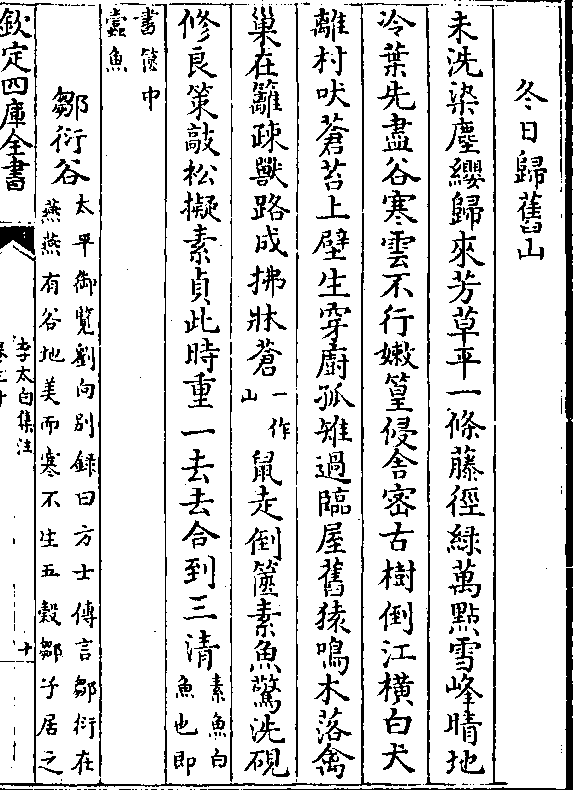 冬日歸舊山
未洗染塵纓歸來芳草平一條藤徑綠萬點雪峰晴地
冷葉先盡谷寒雲不行嫩篁侵舍密古樹倒江橫白犬
離村吠蒼苔上壁生穿廚孤雉過臨屋舊猿鳴木落禽
巢在籬疎獸路成拂牀蒼一作山鼠走倒篋素魚驚洗硯
修良策敲松擬素貞此時重一去去合到三清素魚白魚也即
書篋中蠹魚
鄒衍谷太平御覽劉向別録曰方士傳言鄒衍在燕燕有谷地美而寒不生五穀鄒子居之
欽定四庫全書
李太白集注
卷三十
十